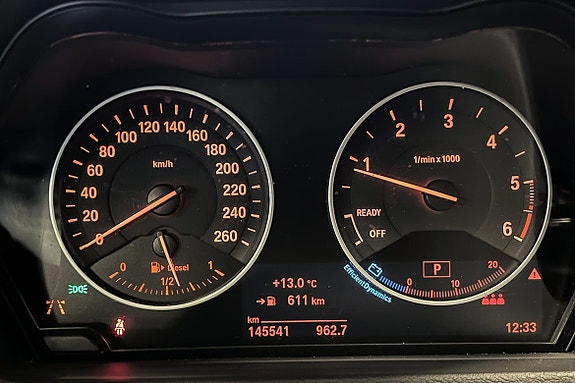 0 20 40 60 80 100 120 140 160 180 200 220 240 260
km/h
Diesel
0 1/2 1
1 2 3 4 5 6
1/min x 1000
READY
OFF
EfficientDynamics
P
0 10 20
+13.0 °C
611 km
km
145541 962.7
12:33